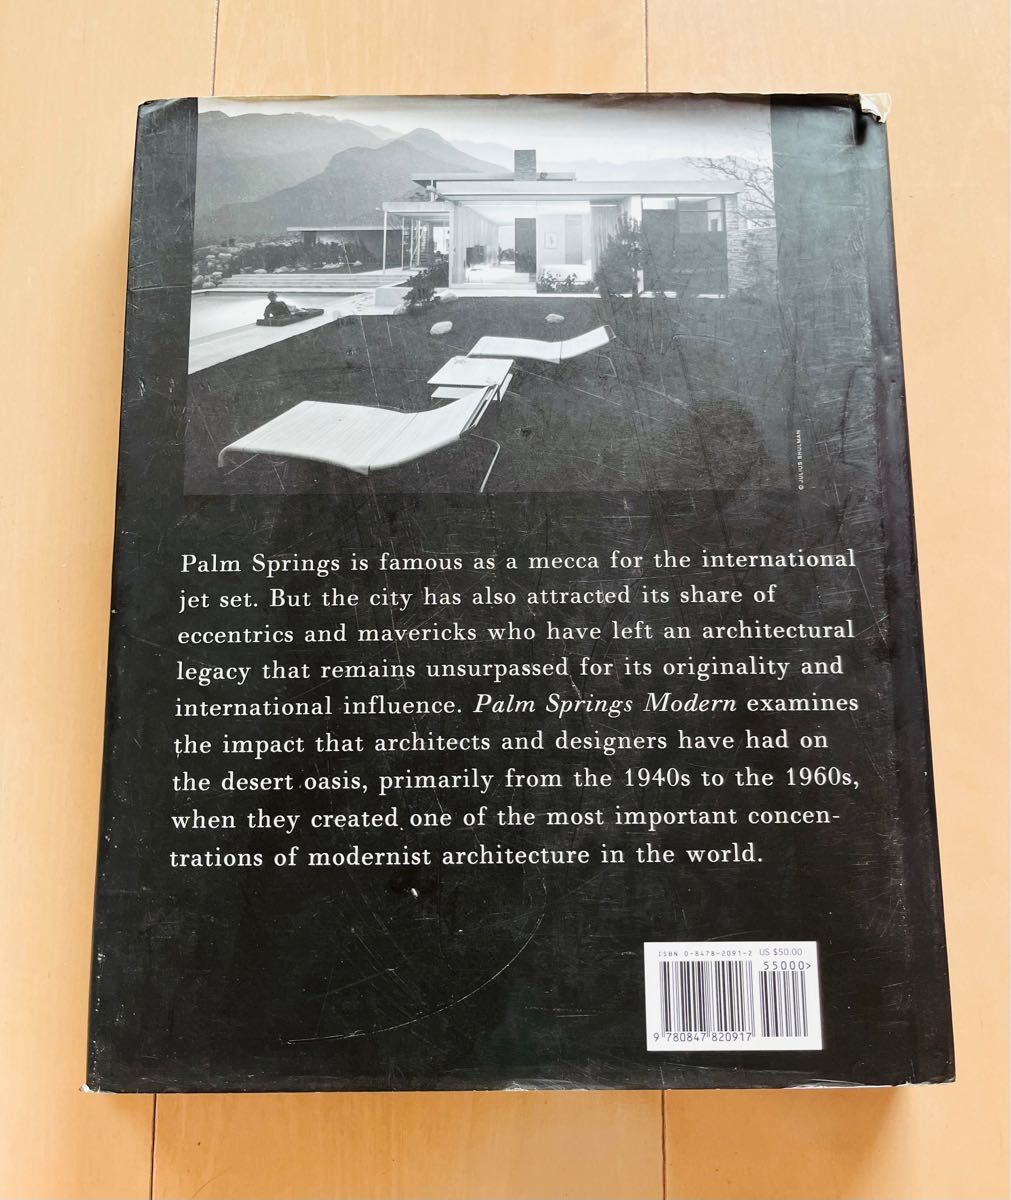 © JULIUS SHULMAN
Palm Springs is famous as a mecca for the international
jet set. But the city has also attracted its share of
eccentrics and mavericks who have left an architectural
legacy that remains unsurpassed for its originality and
international influence. Palm Springs Modern examines
the impact that architects and designers have had on
the desert oasis, primarily from the 1940s to the 1960s,
when they created one of the most important concen-
trations of modernist architecture in the world.
ISBN 0-8478-2091-2 US $50.00
55000>
9 780847 820917